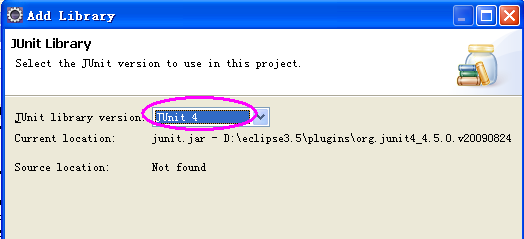 Add Library
JUnit Library
Select the JUnit version to use in this project.
JUnit library version:
JUnit 4
Current location: junit.jar - D:\eclipse3.5\plugins\org.junit4_4.5.0.v20090824
Source location: Not found